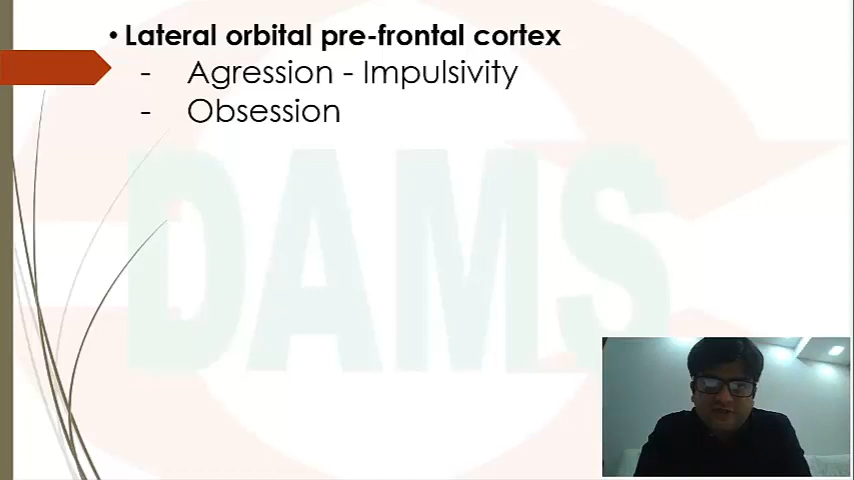 • Lateral orbital pre-frontal cortex
- Agression - Impulsivity
- Obsession
DAMS